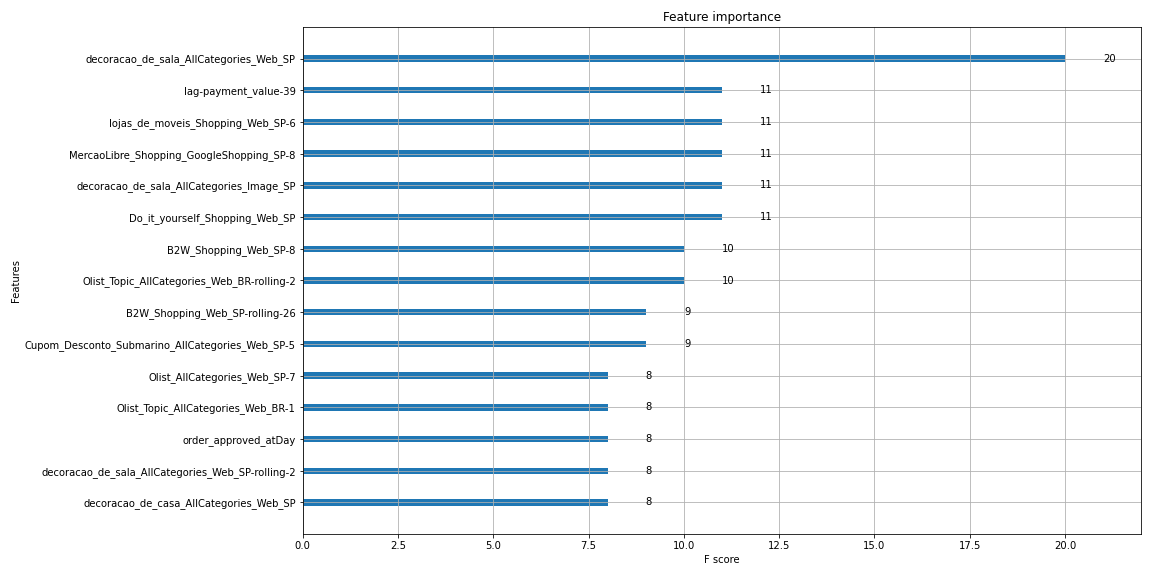 Feature importance
decoracao_de_sala_AllCategories_Web_SP 20
lag-payment_value-39 11
lojas_de_moveis_Shopping_Web_SP-6 11
MercaoLibre_Shopping_GoogleShopping_SP-8 11
decoracao_de_sala_AllCategories_Image_SP 11
Do_it_yourself_Shopping_Web_SP 11
B2W_Shopping_Web_SP-8 10
Olist_Topic_AllCategories_Web_BR-rolling-2 10
B2W_Shopping_Web_SP-rolling-26 9
Cupom_Desconto_Submarino_AllCategories_Web_SP-5 9
Olist_AllCategories_Web_SP-7 8
Olist_Topic_AllCategories_Web_BR-1 8
order_approved_atDay 8
decoracao_de_sala_AllCategories_Web_SP-rolling-2 8
decoracao_de_casa_AllCategories_Web_SP 8
Features
0.0 2.5 5.0 7.5 10.0 12.5 15.0 17.5 20.0
F score